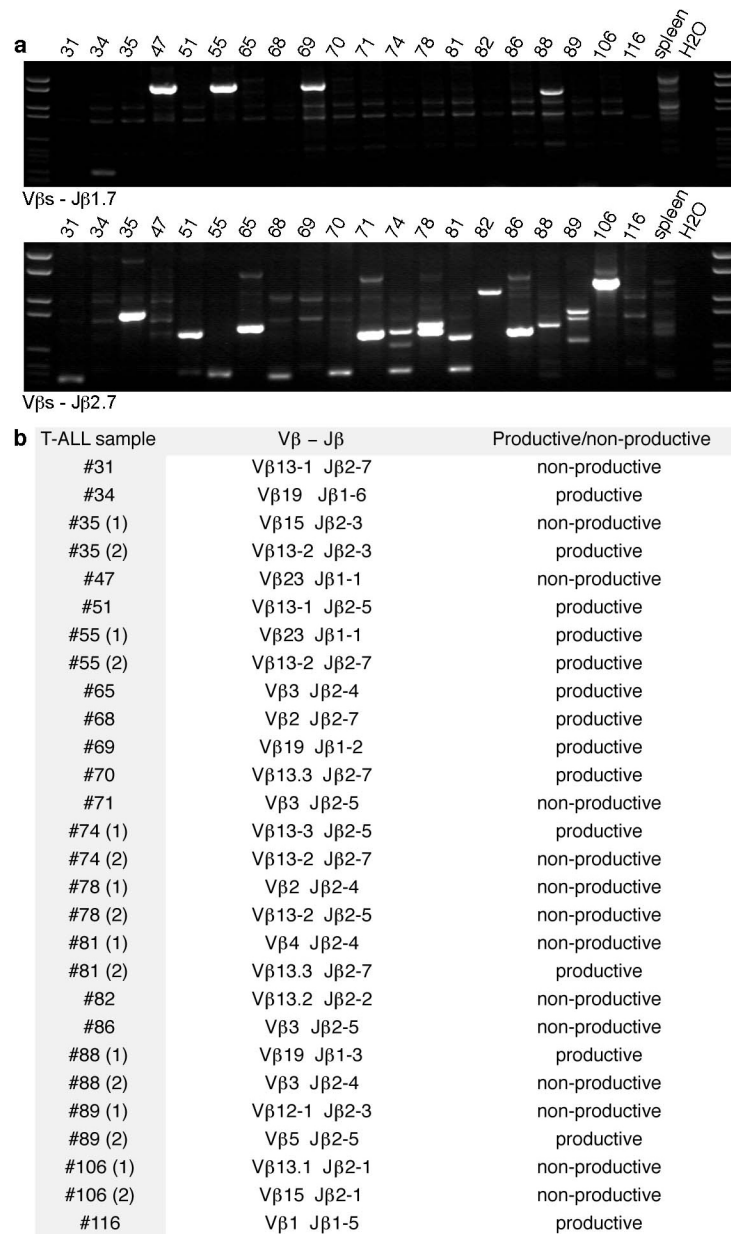 a
31 34 35 47 51 55 65 68 69 70 71 74 78 81 82 86 88 89 106 116 spleen H2O
Vβs - Jβ1.7
31 34 35 47 51 55 65 68 69 70 71 74 78 81 82 86 88 89 106 116 spleen H2O
Vβs - Jβ2.7
b T-ALL sample Vβ – Jβ Productive/non-productive
#31 Vβ13-1 Jβ2-7 non-productive
#34 Vβ19 Jβ1-6 productive
#35 (1) Vβ15 Jβ2-3 non-productive
#35 (2) Vβ13-2 Jβ2-3 productive
#47 Vβ23 Jβ1-1 non-productive
#51 Vβ13-1 Jβ2-5 productive
#55 (1) Vβ23 Jβ1-1 productive
#55 (2) Vβ13-2 Jβ2-7 productive
#65 Vβ3 Jβ2-4 productive
#68 Vβ2 Jβ2-7 productive
#69 Vβ19 Jβ1-2 productive
#70 Vβ13.3 Jβ2-7 productive
#71 Vβ3 Jβ2-5 non-productive
#74 (1) Vβ13-3 Jβ2-5 productive
#74 (2) Vβ13-2 Jβ2-7 non-productive
#78 (1) Vβ2 Jβ2-4 non-productive
#78 (2) Vβ13-2 Jβ2-5 non-productive
#81 (1) Vβ4 Jβ2-4 non-productive
#81 (2) Vβ13.3 Jβ2-7 productive
#82 Vβ13.2 Jβ2-2 non-productive
#86 Vβ3 Jβ2-5 non-productive
#88 (1) Vβ19 Jβ1-3 productive
#88 (2) Vβ3 Jβ2-4 non-productive
#89 (1) Vβ12-1 Jβ2-3 non-productive
#89 (2) Vβ5 Jβ2-5 productive
#106 (1) Vβ13.1 Jβ2-1 non-productive
#106 (2) Vβ15 Jβ2-1 non-productive
#116 Vβ1 Jβ1-5 productive